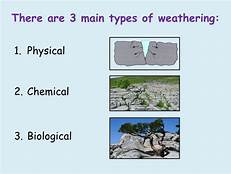 There are 3 main types of weathering:
1. Physical
2. Chemical
3. Biological